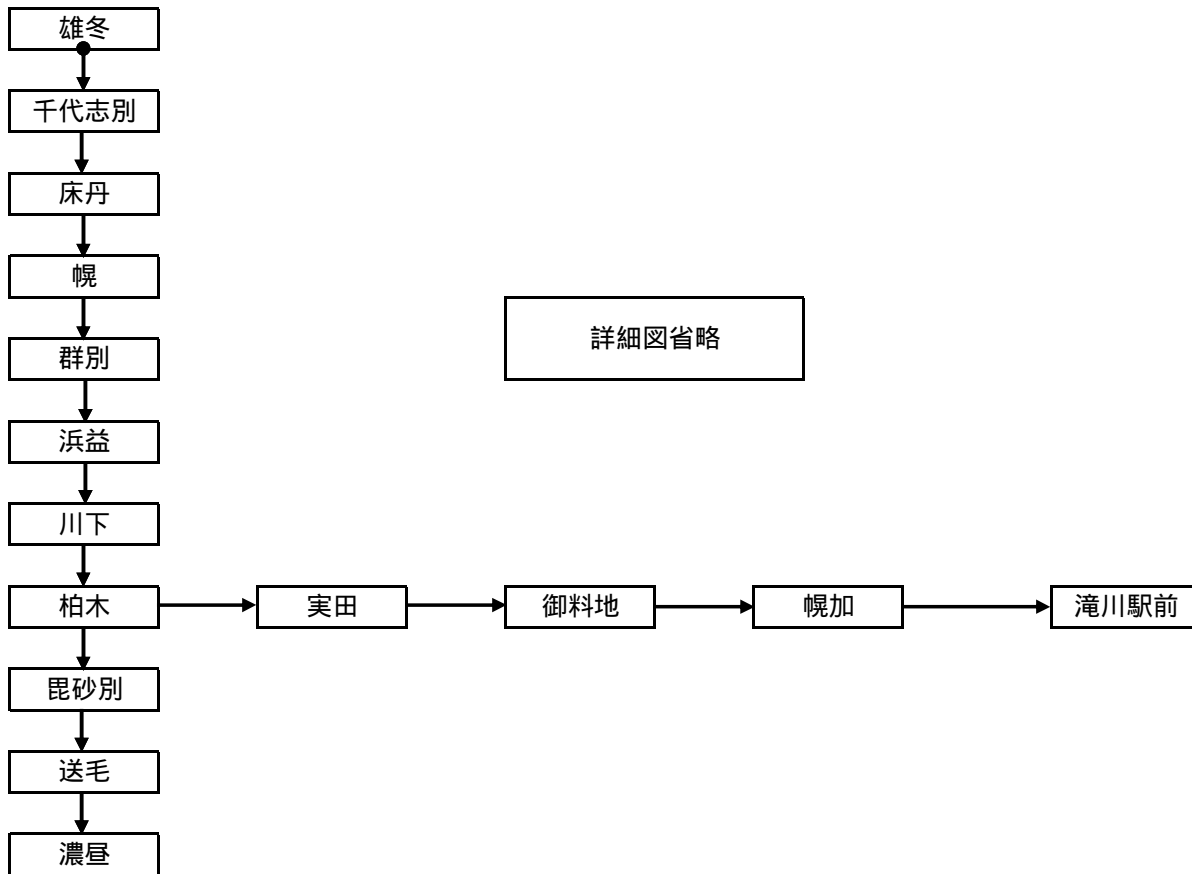 雄冬
千代志別
床丹
幌
詳細図省略
群別
浜益
川下
柏木
実田
御料地
幌加
滝川駅前
毘砂別
送毛
濃昼